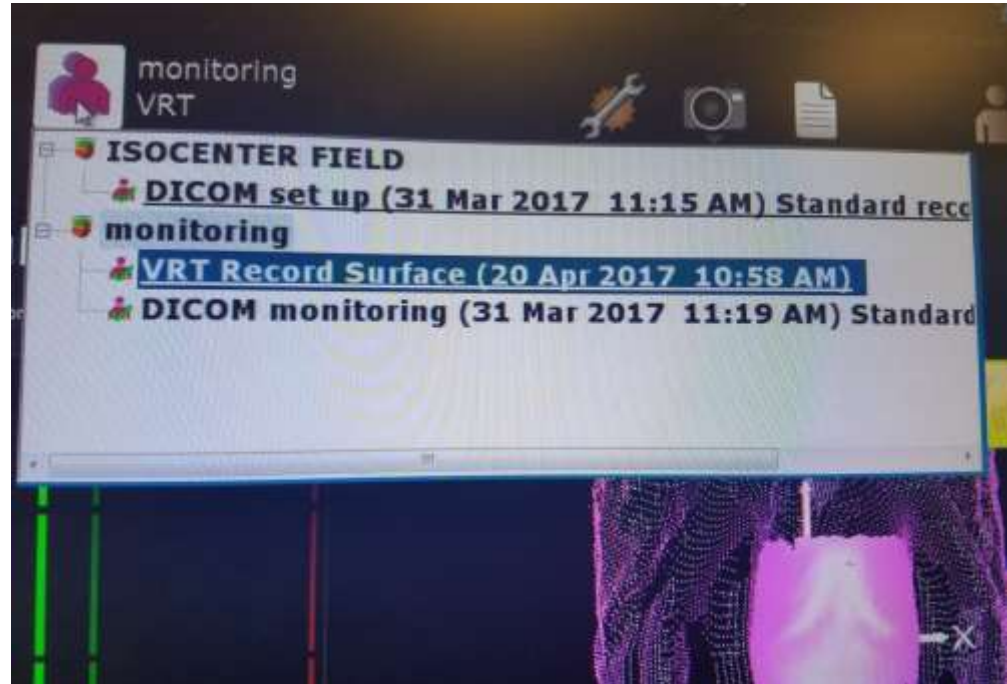 monitoring
VRT
ISOCENTER FIELD
DICOM set up (31 Mar 2017 11:15 AM) Standard reco
monitoring
VRT Record Surface (20 Apr 2017 10:58 AM)
DICOM monitoring (31 Mar 2017 11:19 AM) Standard
X